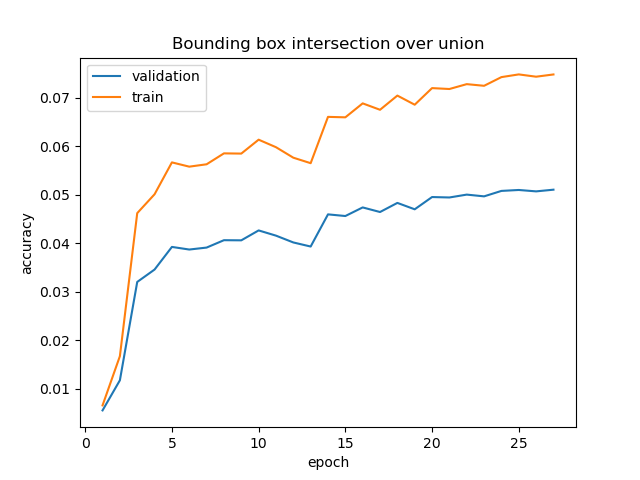 Bounding box intersection over union
validation
train
0.07
0.06
0.05
0.04
0.03
0.02
0.01
accuracy
0 5 10 15 20 25
epoch